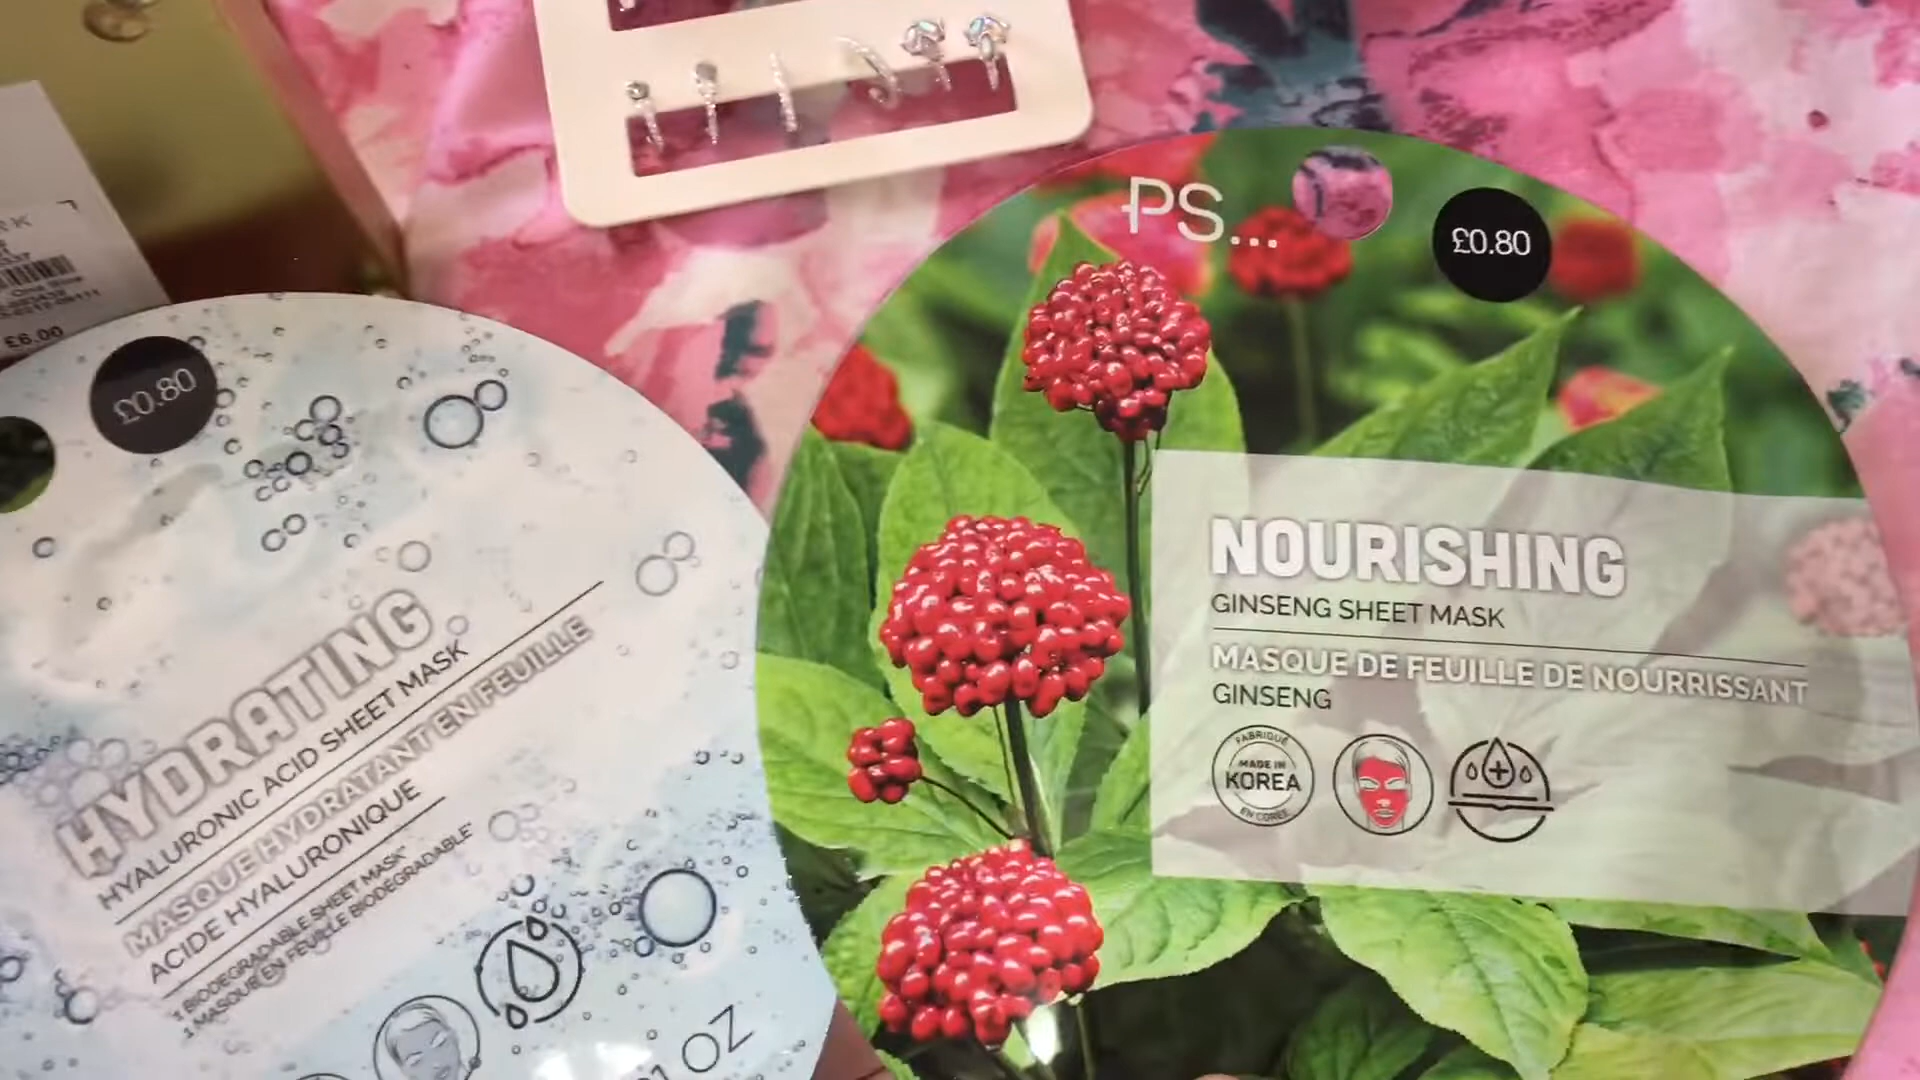 £6.00
£0.80
HYDRATING
HYALURONIC ACID SHEET MASK
MASQUE HYDRATANT EN FEUILLE
ACIDE HYALURONIQUE
1 BIODEGRADABLE SHEET MASK*
1 MASQUE EN FEUILLE BIODÉGRADABLE*
OZ
PS...
£0.80
NOURISHING
GINSENG SHEET MASK
MASQUE DE FEUILLE DE NOURRISSANT
GINSENG
FABRIQUÉ
MADE IN
KOREA
EN CORÉE